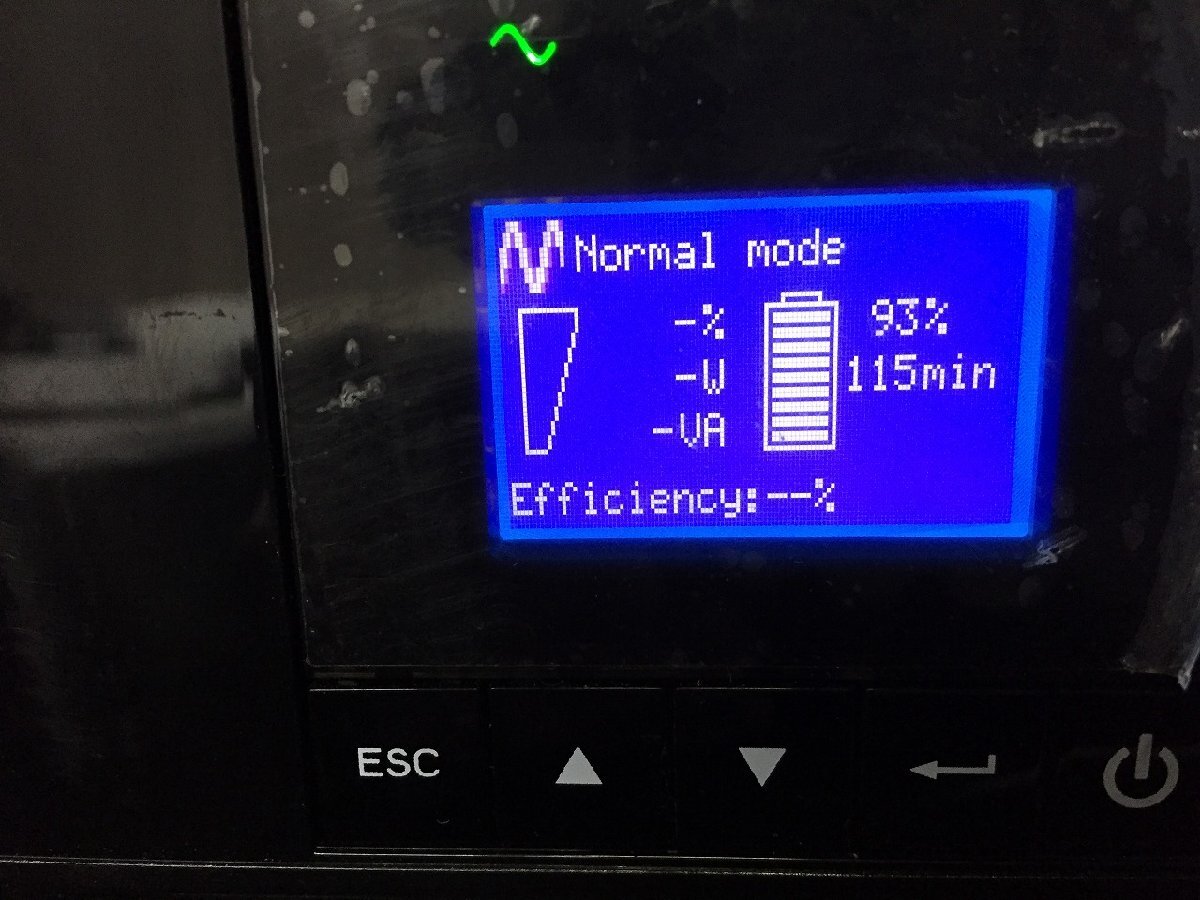 Normal mode
-% 93%
-W 115min
-VA
Efficiency:--%
ESC